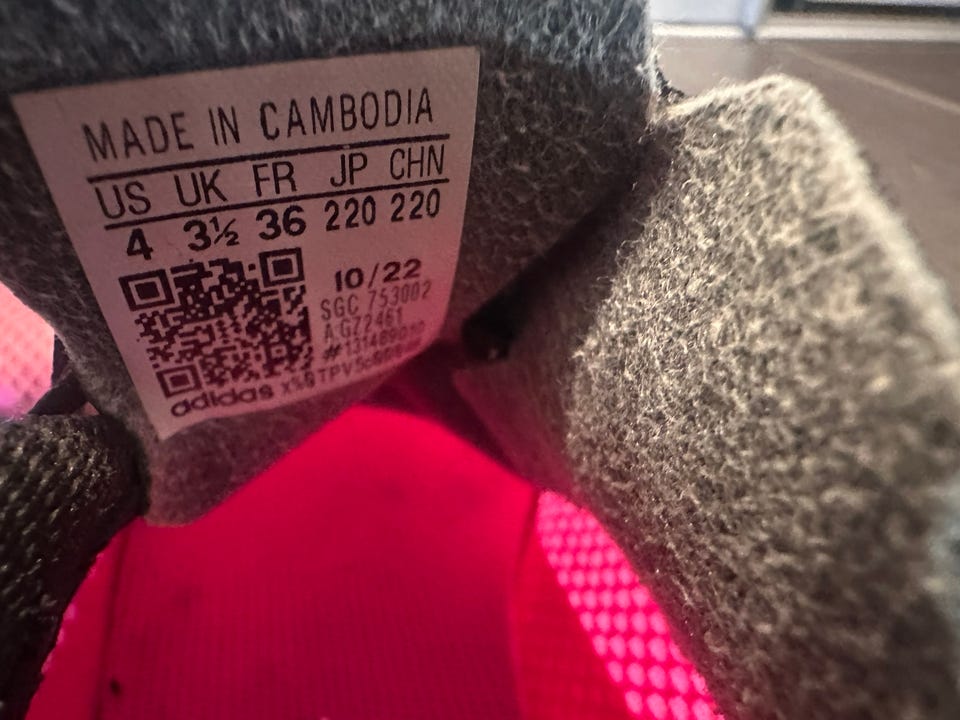 MADE IN CAMBODIA
US UK FR JP CHN
4 3½ 36 220 220
10/22
SGC 753002
adidas